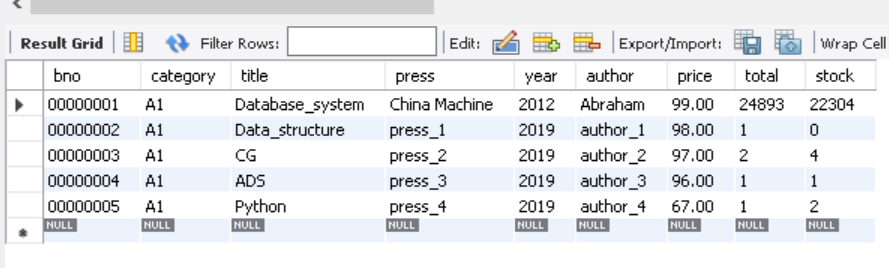 Result Grid Filter Rows: Edit: Export/Import: Wrap Cell
bno category title press year author price total stock
00000001 A1 Database_system China Machine 2012 Abraham 99.00 24893 22304
00000002 A1 Data_structure press_1 2019 author_1 98.00 1 0
00000003 A1 CG press_2 2019 author_2 97.00 2 4
00000004 A1 ADS press_3 2019 author_3 96.00 1 1
00000005 A1 Python press_4 2019 author_4 67.00 1 2
NULL NULL NULL NULL NULL NULL NULL NULL NULL